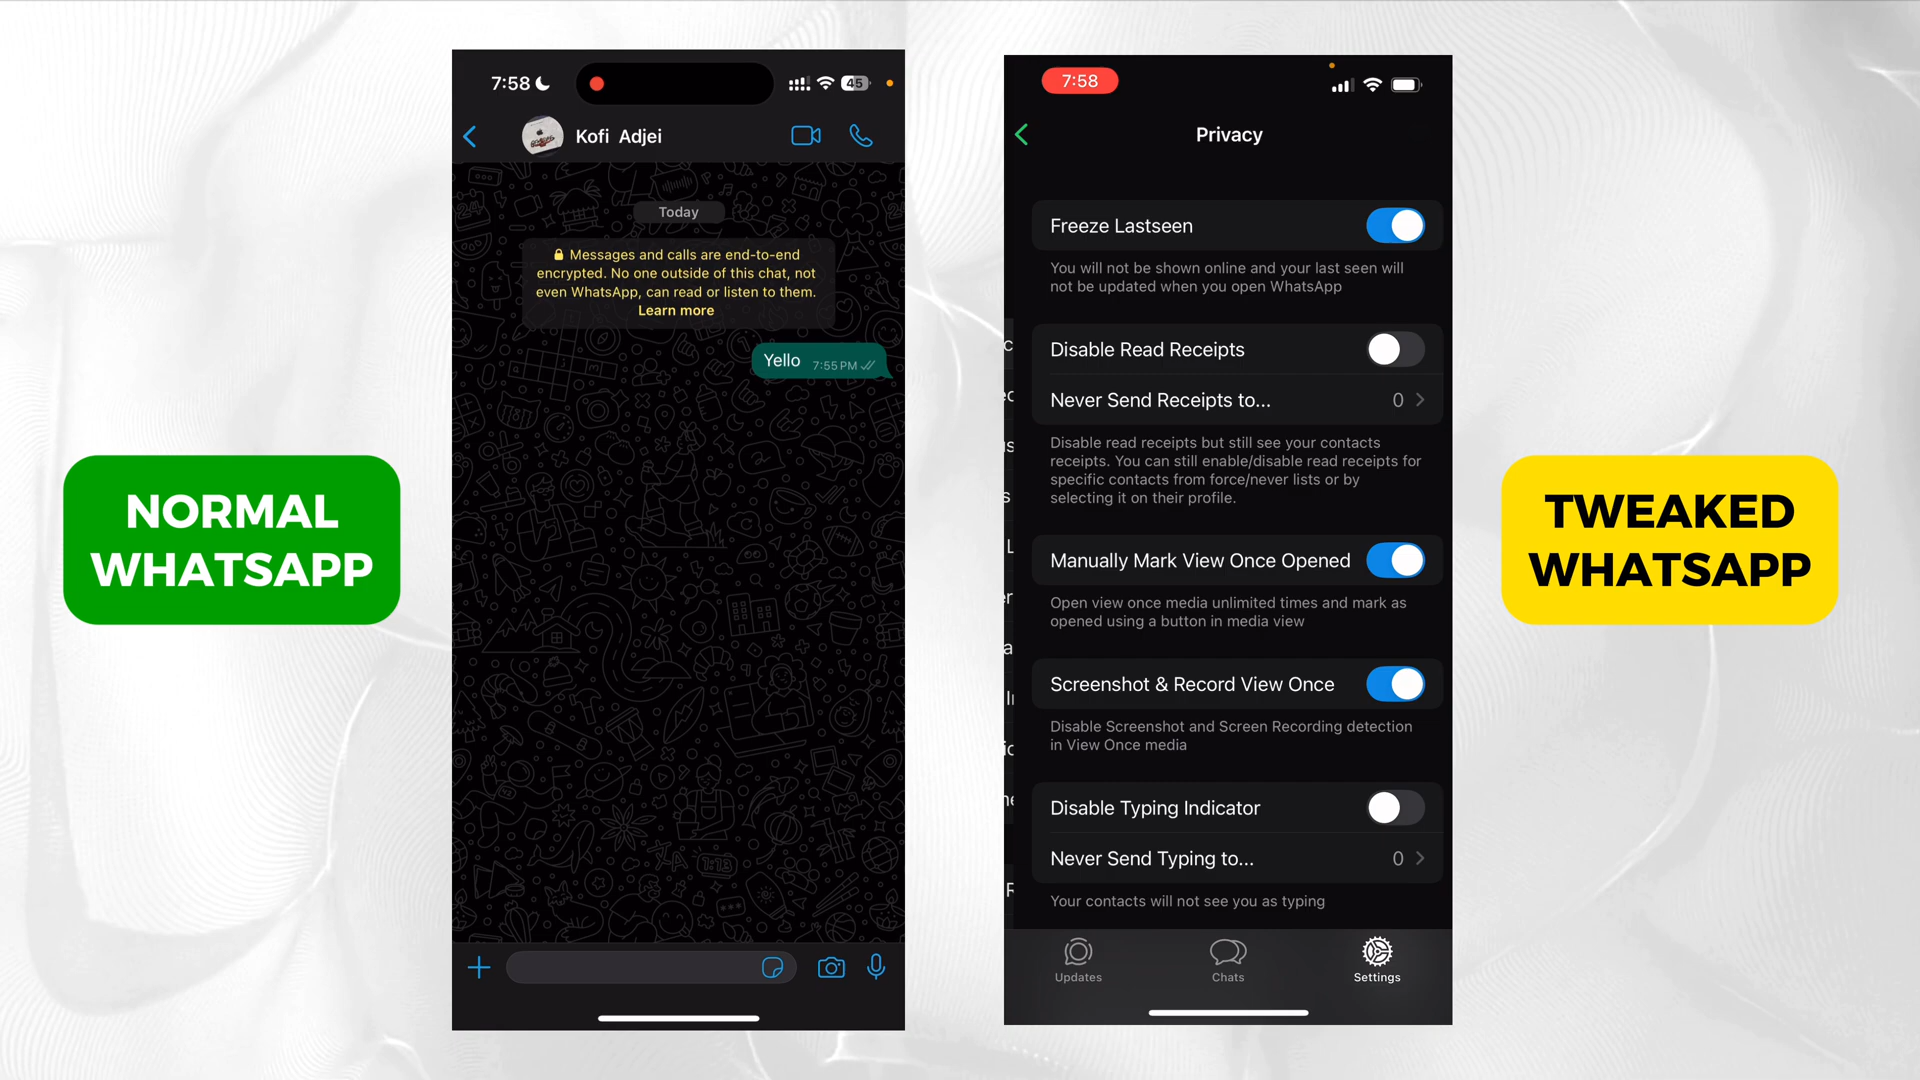 NORMAL
WHATSAPP
7:58
45
Kofi Adjei
Today
Messages and calls are end-to-end
encrypted. No one outside of this chat, not
even WhatsApp, can read or listen to them.
Learn more
Yello 7:55 PM
7:58
Privacy
Freeze Lastseen
You will not be shown online and your last seen will
not be updated when you open WhatsApp
Disable Read Receipts
Never Send Receipts to... 0
Disable read receipts but still see your contacts
receipts. You can still enable/disable read receipts for
specific contacts from force/never lists or by
selecting it on their profile.
Manually Mark View Once Opened
Open view once media unlimited times and mark as
opened using a button in media view
Screenshot & Record View Once
Disable Screenshot and Screen Recording detection
in View Once media
Disable Typing Indicator
Never Send Typing to... 0
Your contacts will not see you as typing
Updates
Chats
Settings
TWEAKED
WHATSAPP